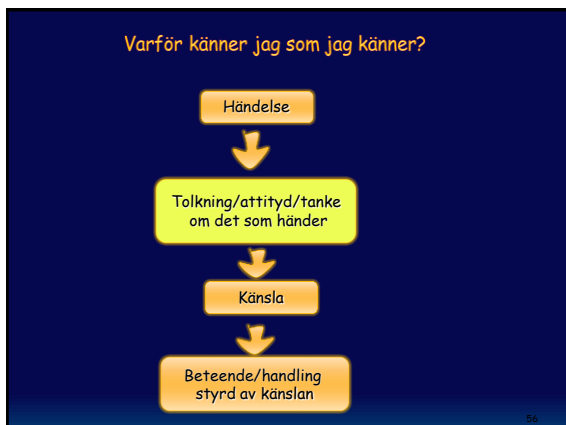 Varför känner jag som jag känner?
Händelse
Tolkning/attityd/tanke
om det som händer
Känsla
Beteende/handling
styrd av känslan
56